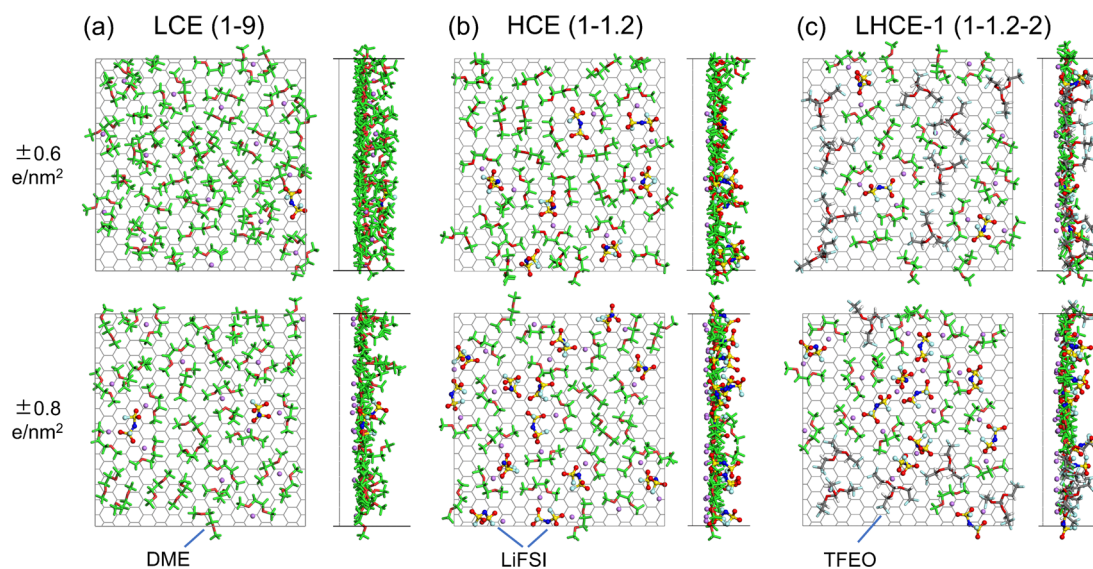 (a) LCE (1-9)
(b) HCE (1-1.2)
(c) LHCE-1 (1-1.2-2)
±0.6
e/nm²
±0.8
e/nm²
DME
LiFSI
TFEO